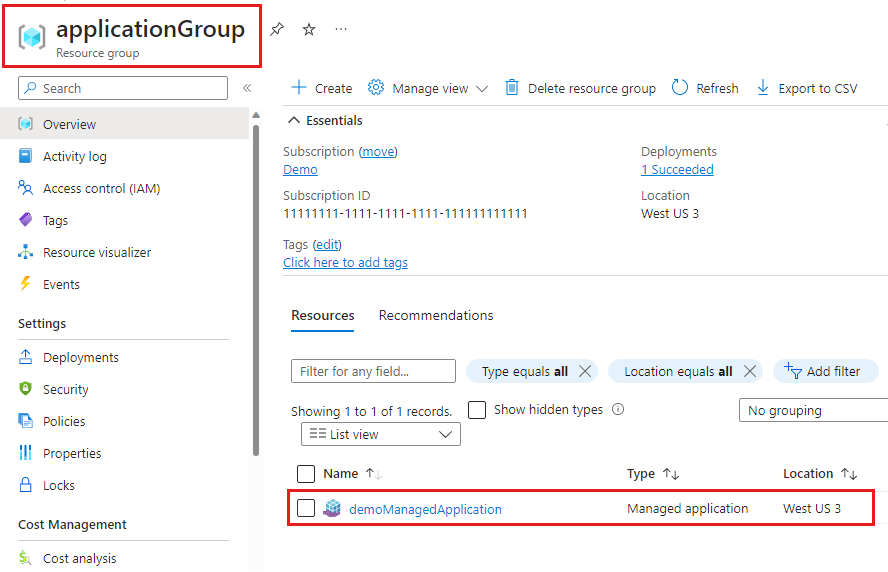 applicationGroup
Resource group
Search
Overview
Activity log
Access control (IAM)
Tags
Resource visualizer
Events
Settings
Deployments
Security
Policies
Properties
Locks
Cost Management
Cost analysis
Create Manage view Delete resource group Refresh Export to CSV
Essentials
Subscription (move)
Demo
Subscription ID
11111111-1111-1111-1111-111111111111
Tags (edit)
Click here to add tags
Deployments
1 Succeeded
Location
West US 3
Resources Recommendations
Filter for any field... Type equals all Location equals all Add filter
Showing 1 to 1 of 1 records. Show hidden types No grouping
List view
Name Type Location
demoManagedApplication Managed application West US 3